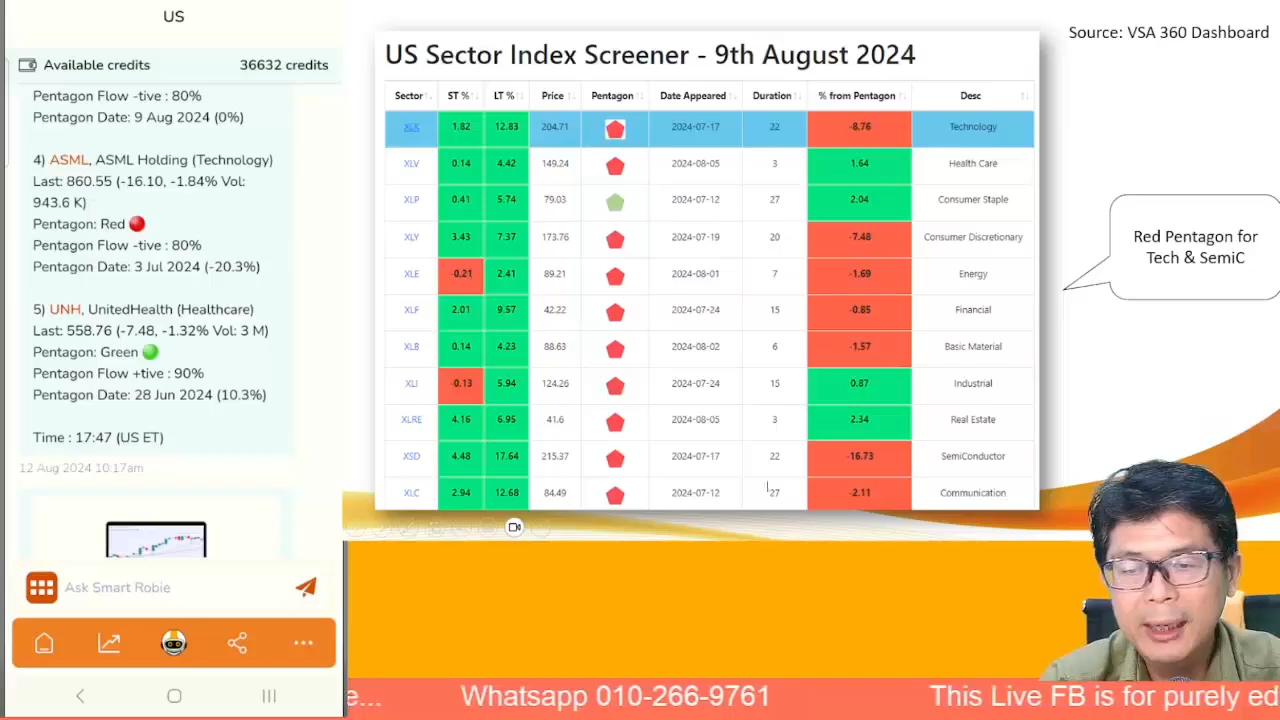 US
Available credits 36632 credits
Pentagon Flow -tive : 80%
Pentagon Date: 9 Aug 2024 (0%)
4) ASML, ASML Holding (Technology)
Last: 860.55 (-16.10, -1.84% Vol:
943.6 K)
Pentagon: Red
Pentagon Flow -tive: 80%
Pentagon Date: 3 Jul 2024 (-20.3%)
5) UNH, UnitedHealth (Healthcare)
Last: 558.76 (-7.48, -1.32% Vol: 3 M)
Pentagon: Green
Pentagon Flow +tive: 90%
Pentagon Date: 28 Jun 2024 (10.3%)
Time : 17:47 (US ET)
12 Aug 2024 10:17am
Ask Smart Robie
Source: VSA 360 Dashboard
US Sector Index Screener - 9th August 2024
Sector ST % LT % Price Pentagon Date Appeared Duration % from Pentagon Desc
XLK 1.82 12.83 204.71 2024-07-17 22 -8.76 Technology
XLV 0.14 4.42 149.24 2024-08-05 3 1.64 Health Care
XLP 0.41 5.74 79.03 2024-07-12 27 2.04 Consumer Staple
XLY 3.43 7.37 173.76 2024-07-19 20 -7.48 Consumer Discretionary
XLE -0.21 2.41 89.21 2024-08-01 7 -1.69 Energy
XLF 2.01 9.57 42.22 2024-07-24 15 -0.85 Financial
XLB 0.14 4.23 88.63 2024-08-02 6 -1.57 Basic Material
XLI -0.13 5.94 124.26 2024-07-24 15 0.87 Industrial
XLRE 4.16 6.95 41.6 2024-08-05 3 2.34 Real Estate
XSD 4.48 17.64 215.37 2024-07-17 22 -16.73 SemiConductor
XLC 2.94 12.68 84.49 2024-07-12 27 -2.11 Communication
Red Pentagon for
Tech & SemiC
e... Whatsapp 010-266-9761 This Live FB is for purely ed